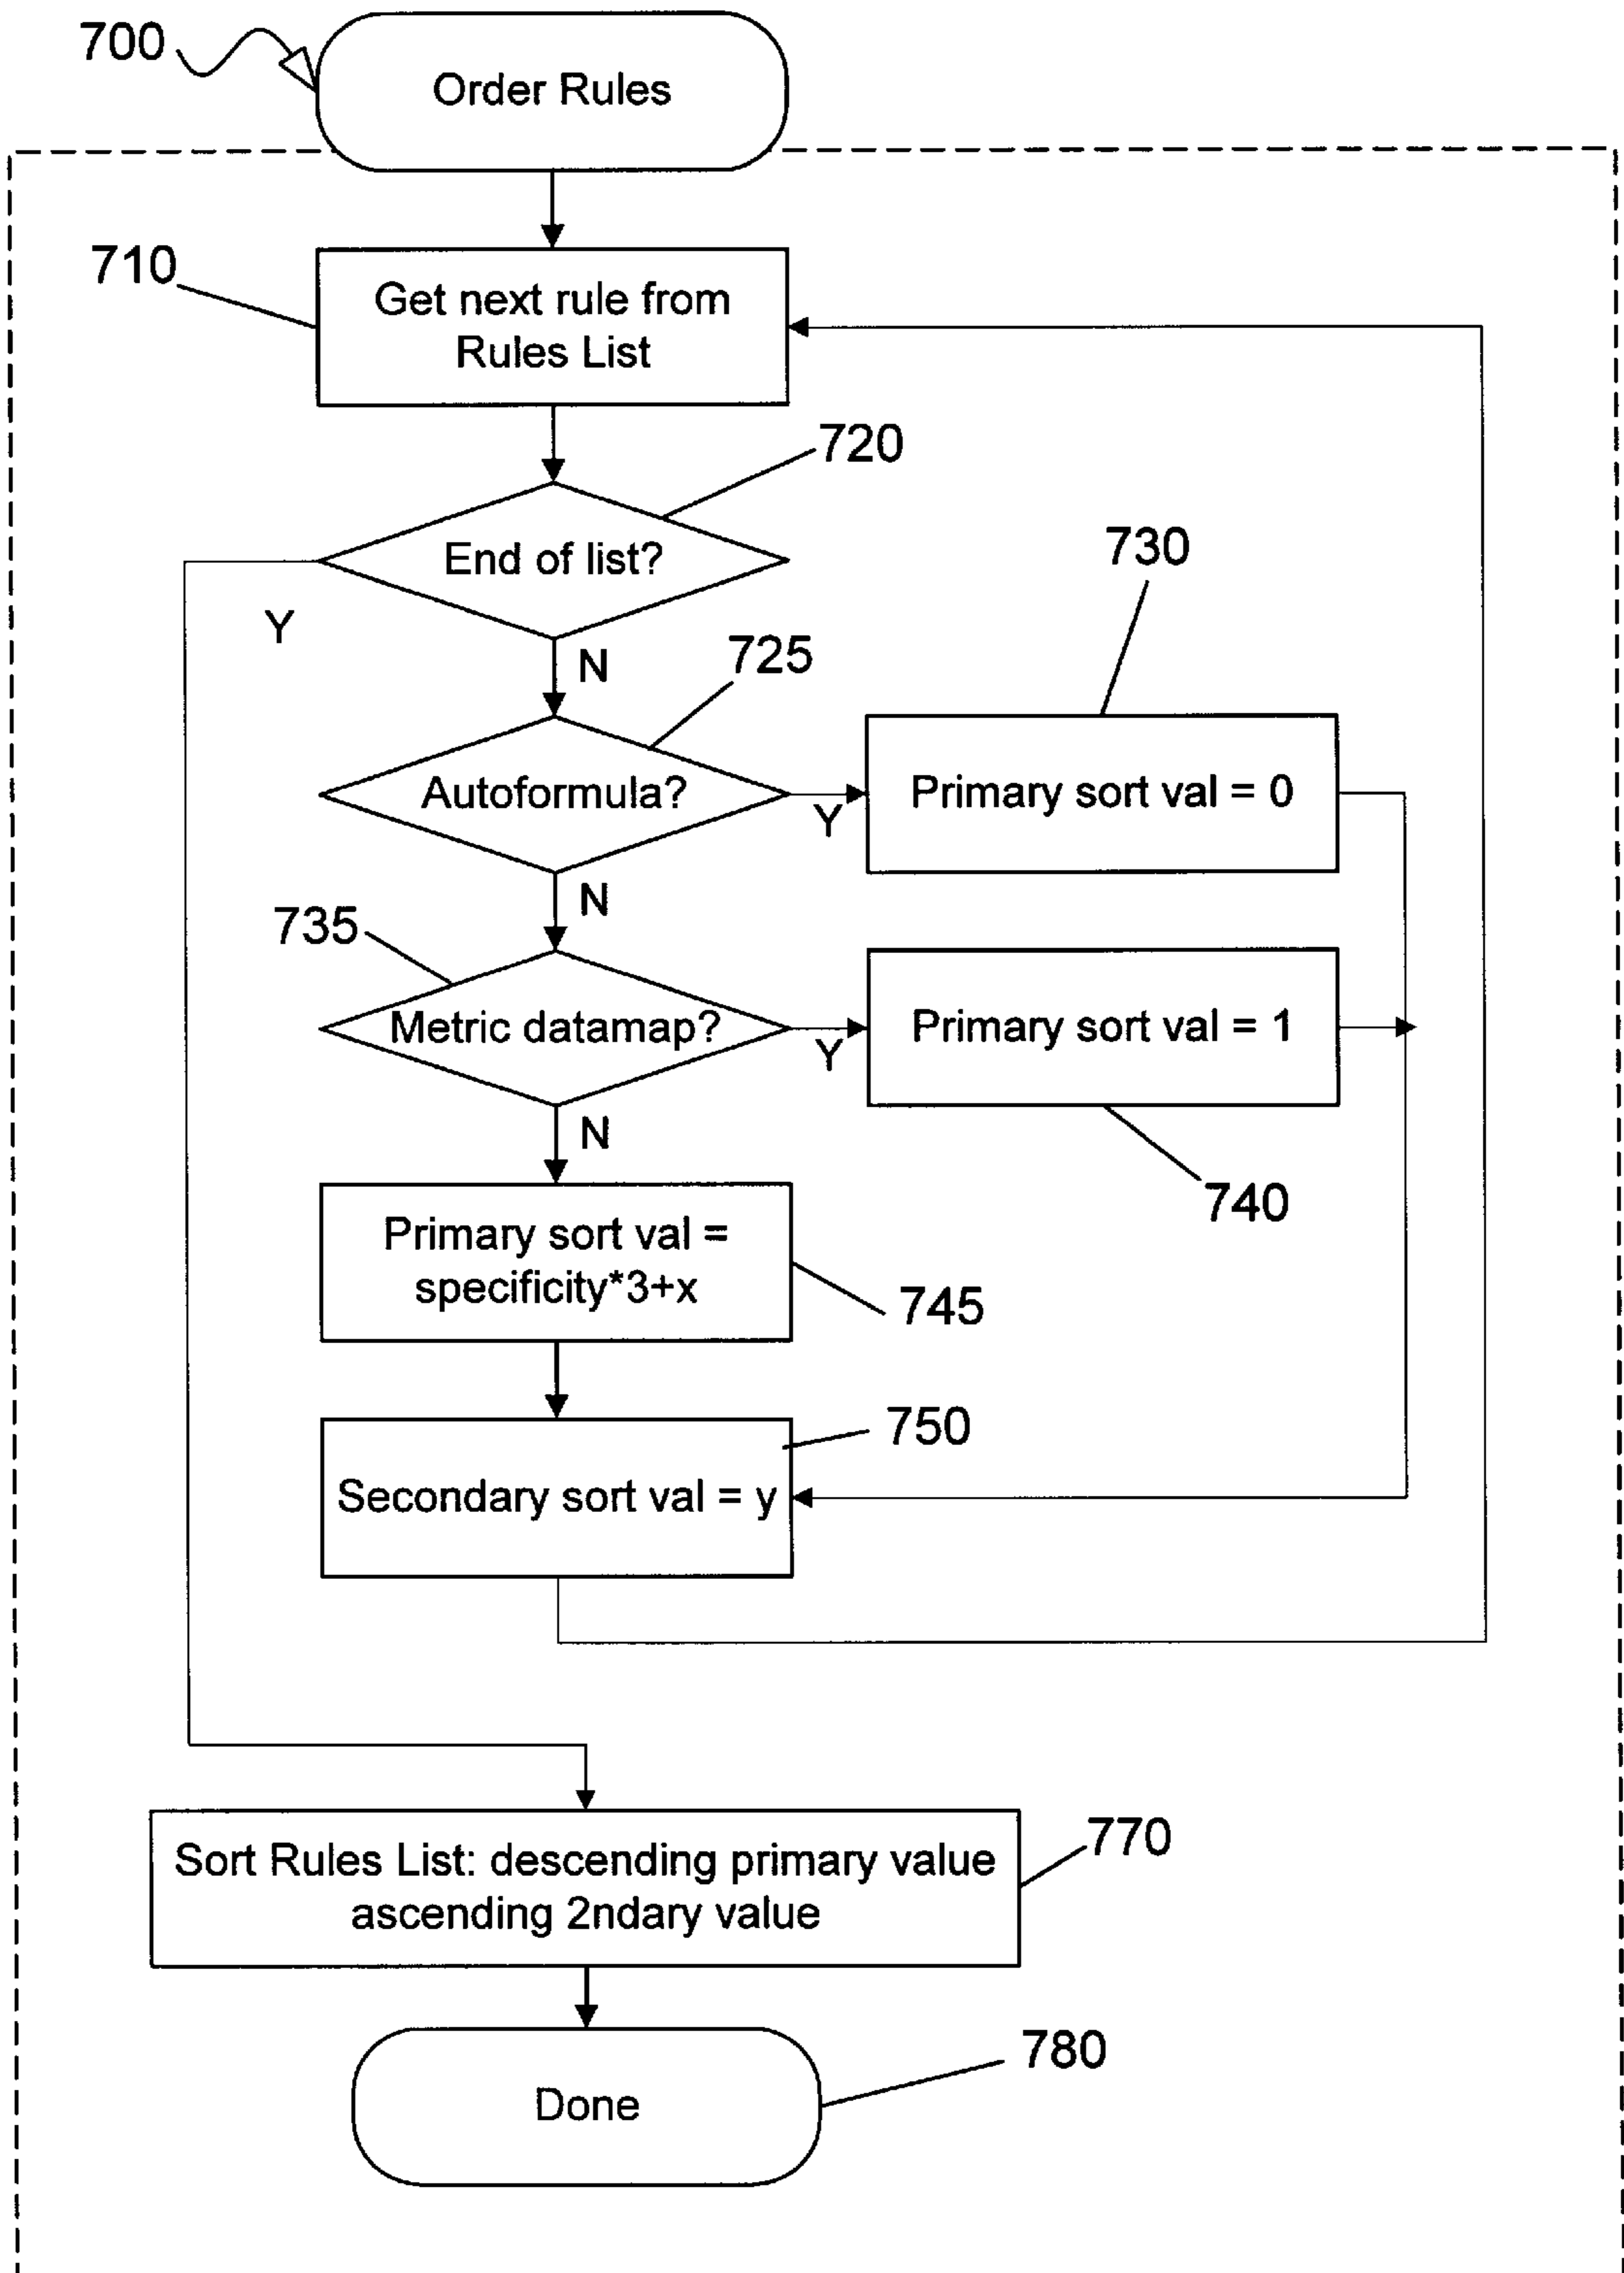 700
Order Rules
710
Get next rule from
Rules List
720
End of list?
Y
N
725
730
Autoformula?
Y
Primary sort val = 0
N
735
Metric datamap?
Y
Primary sort val = 1
740
N
Primary sort val =
specificity*3+x
745
750
Secondary sort val = y
Sort Rules List: descending primary value
ascending 2ndary value
770
Done
780